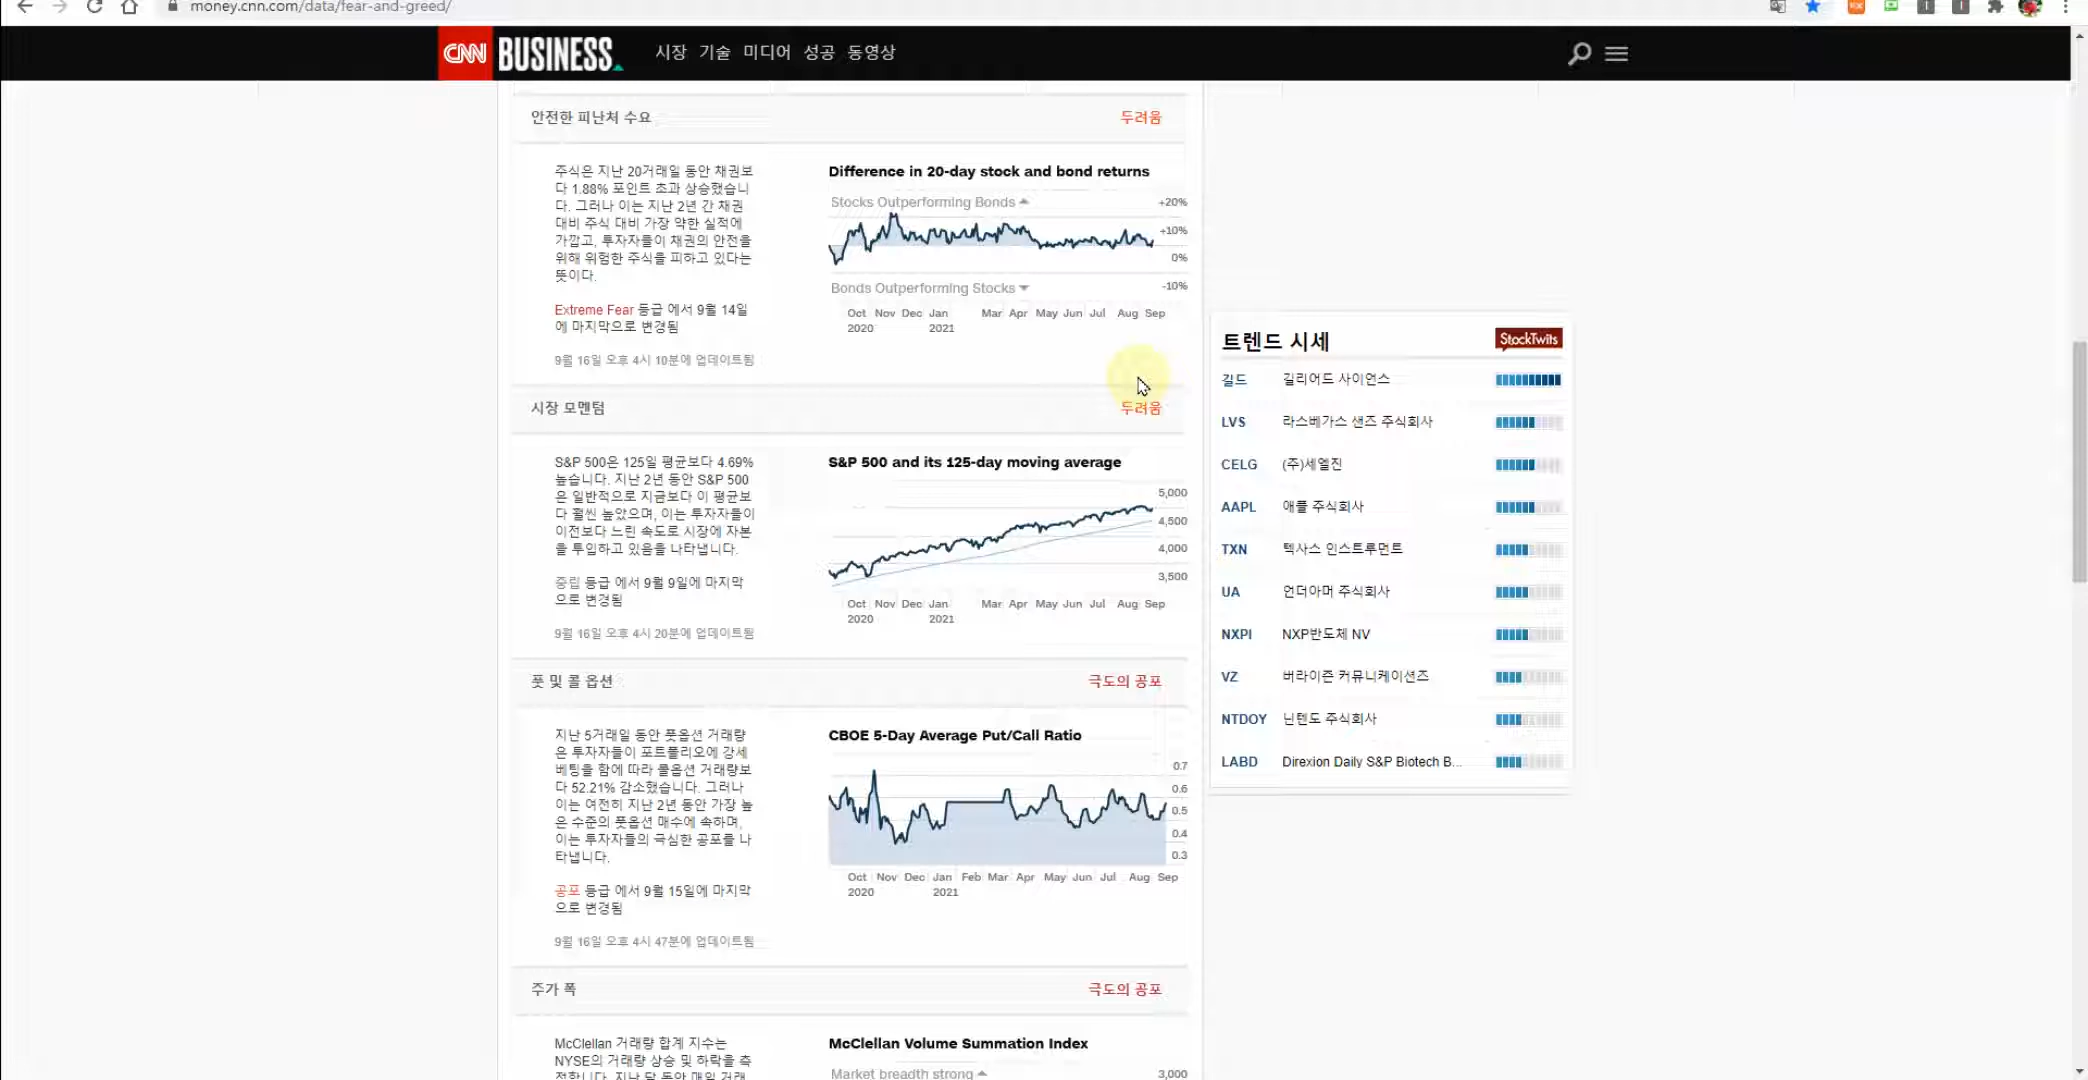 money.cnn.com/data/fear-and-greed/
CNN BUSINESS 시장 기술 미디어 성공 동영상
안전한 피난처 수요 두려움
주식은 지난 20거래일 동안 채권보
다 1.88% 포인트 초과 상승했습니
다. 그러나 이는 지난 2년 간 채권
대비 주식 대비 가장 약한 실적에
가깝고, 투자자들이 채권의 안전을
위해 위험한 주식을 피하고 있다는
뜻이다.
Extreme Fear 등급 에서 9월 14일
에 마지막으로 변경됨
9월 16일 오후 4시 10분에 업데이트됨
Difference in 20-day stock and bond returns
Stocks Outperforming Bonds
+20%
+10%
0%
-10%
Bonds Outperforming Stocks
Oct Nov Dec Jan Mar Apr May Jun Jul Aug Sep
2020 2021
시장 모멘텀 두려움
S&P 500은 125일 평균보다 4.69%
높습니다. 지난 2년 동안 S&P 500
은 일반적으로 지금보다 이 평균보
다 훨씬 높았으며, 이는 투자자들이
이전보다 느린 속도로 시장에 자본
을 투입하고 있음을 나타냅니다.
중립 등급 에서 9월 9일에 마지막
으로 변경됨
9월 16일 오후 4시 20분에 업데이트됨
S&P 500 and its 125-day moving average
5,000
4,500
4,000
3,500
Oct Nov Dec Jan Mar Apr May Jun Jul Aug Sep
2020 2021
풋 및 콜 옵션 극도의 공포
지난 5거래일 동안 풋옵션 거래량
은 투자자들이 포트폴리오에 강세
베팅을 함에 따라 콜옵션 거래량보
다 52.21% 감소했습니다. 그러나
이는 여전히 지난 2년 동안 가장 높
은 수준의 풋옵션 매수에 속하며,
이는 투자자들의 극심한 공포를 나
타냅니다.
공포 등급 에서 9월 15일에 마지막
으로 변경됨
9월 16일 오후 4시 47분에 업데이트됨
CBOE 5-Day Average Put/Call Ratio
0.7
0.6
0.5
0.4
0.3
Oct Nov Dec Jan Feb Mar Apr May Jun Jul Aug Sep
2020 2021
주가 폭 극도의 공포
McClellan 거래량 합계 지수는
NYSE의 거래량 상승 및 하락을 측
정합니다. 지난 달 동안 매일 거래
McClellan Volume Summation Index
Market breadth strong
3,000
트렌드 시세 StockTwits
길드 길리어드 사이언스
LVS 라스베가스 샌즈 주식회사
CELG (주)세엘진
AAPL 애플 주식회사
TXN 텍사스 인스트루먼트
UA 언더아머 주식회사
NXPI NXP반도체 NV
VZ 버라이즌 커뮤니케이션즈
NTDOY 닌텐도 주식회사
LABD Direxion Daily S&P Biotech B...